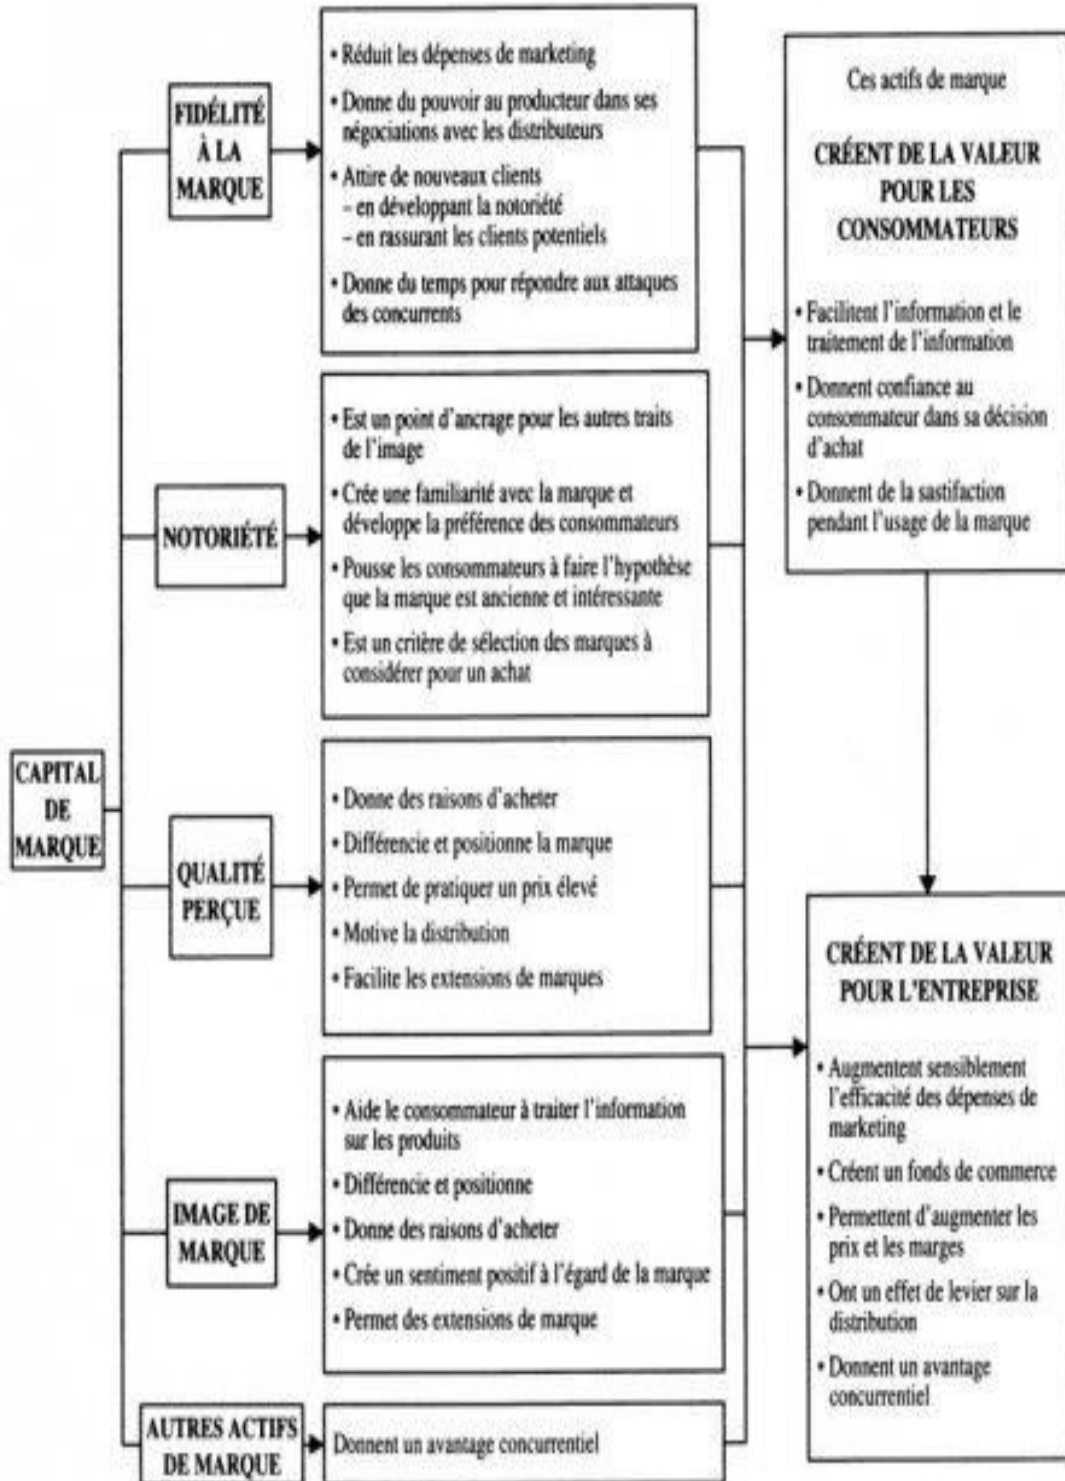 CAPITAL
DE
MARQUE
FIDÉLITÉ
À LA
MARQUE
• Réduit les dépenses de marketing
• Donne du pouvoir au producteur dans ses
négociations avec les distributeurs
• Attire de nouveaux clients
– en développant la notoriété
– en rassurant les clients potentiels
• Donne du temps pour répondre aux attaques
des concurrents
NOTORIÉTÉ
• Est un point d'ancrage pour les autres traits
de l'image
• Crée une familiarité avec la marque et
développe la préférence des consommateurs
• Pousse les consommateurs à faire l'hypothèse
que la marque est ancienne et intéressante
• Est un critère de sélection des marques à
considérer pour un achat
QUALITÉ
PERÇUE
• Donne des raisons d'acheter
• Différencie et positionne la marque
• Permet de pratiquer un prix élevé
• Motive la distribution
• Facilite les extensions de marques
IMAGE DE
MARQUE
• Aide le consommateur à traiter l'information
sur les produits
• Différencie et positionne
• Donne des raisons d'acheter
• Crée un sentiment positif à l'égard de la marque
• Permet des extensions de marque
AUTRES ACTIFS
DE MARQUE
Donnent un avantage concurrentiel
Ces actifs de marque
CRÉENT DE LA VALEUR
POUR LES
CONSOMMATEURS
• Facilitent l'information et le
traitement de l'information
• Donnent confiance au
consommateur dans sa décision
d'achat
• Donnent de la sastifaction
pendant l'usage de la marque
CRÉENT DE LA VALEUR
POUR L'ENTREPRISE
• Augmentent sensiblement
l'efficacité des dépenses de
marketing
• Créent un fonds de commerce
• Permettent d'augmenter les
prix et les marges
• Ont un effet de levier sur la
distribution
• Donnent un avantage
concurrentiel